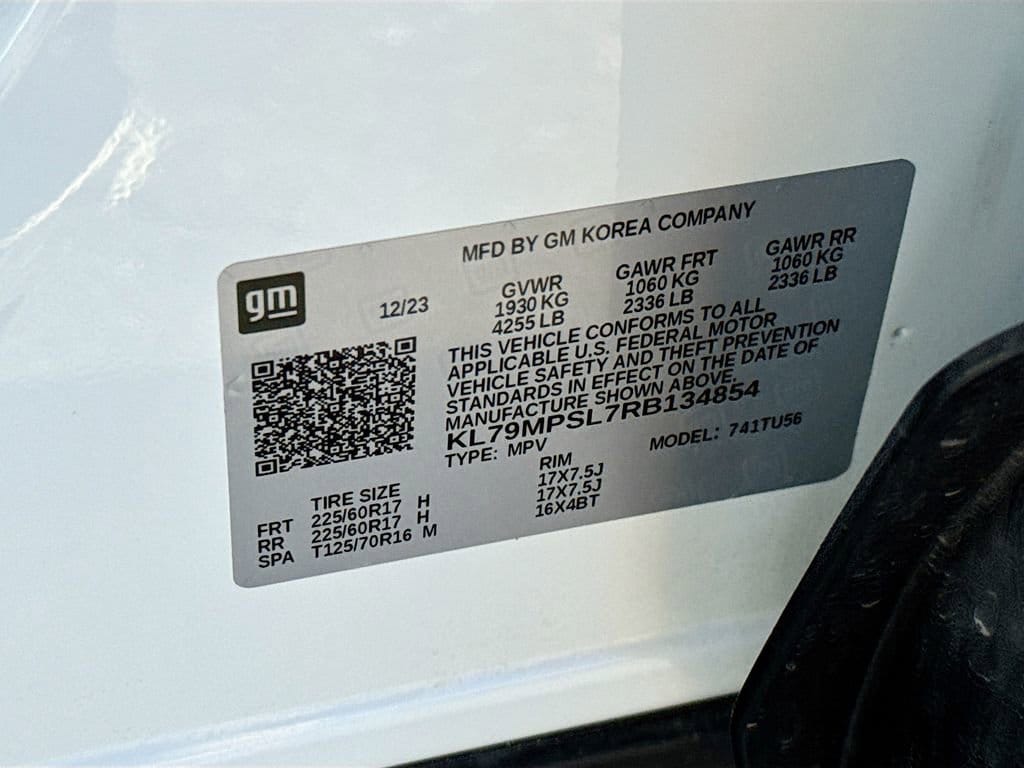 MFD BY GM KOREA COMPANY
gm
12/23
GVWR
1930 KG
4255 LB
GAWR FRT
1060 KG
2336 LB
GAWR RR
1060 KG
2336 LB
THIS VEHICLE CONFORMS TO ALL
APPLICABLE U.S. FEDERAL MOTOR
VEHICLE SAFETY AND THEFT PREVENTION
STANDARDS IN EFFECT ON THE DATE OF
MANUFACTURE SHOWN ABOVE.
KL79MPSL7RB134854
TYPE: MPV MODEL: 741TU56
TIRE SIZE RIM
FRT 225/60R17 H 17X7.5J
RR 225/60R17 H 17X7.5J
SPA T125/70R16 M 16X4BT